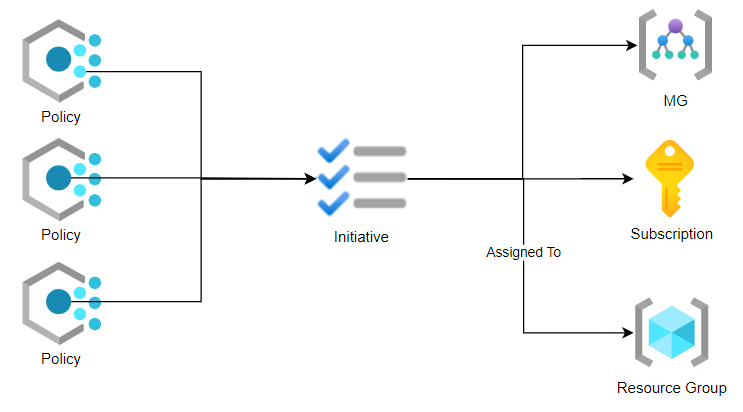 Policy
Policy
Policy
Initiative
Assigned To
MG
Subscription
Resource Group